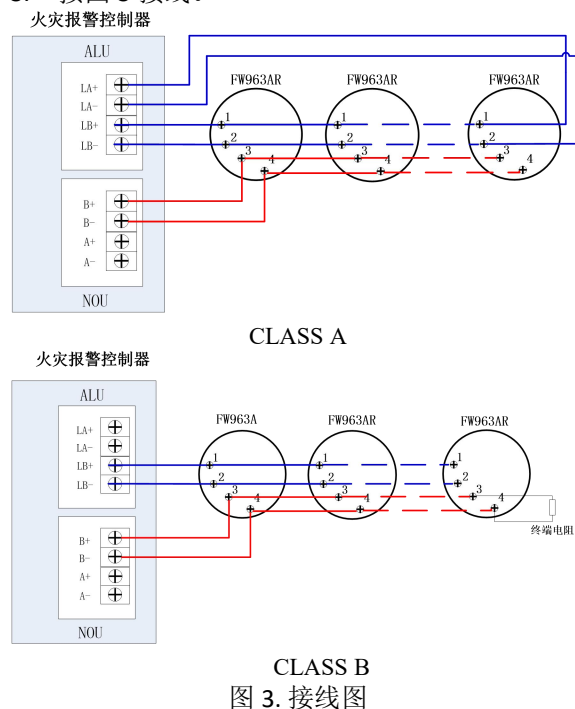 火灾报警控制器
ALU
LA+
LA-
LB+
LB-
B+
B-
A+
A-
NOU
FW963AR
FW963AR
FW963AR
1
2
3
4
1
2
3
4
1
2
3
4
CLASS A
火灾报警控制器
ALU
LA+
LA-
LB+
LB-
B+
B-
A+
A-
NOU
FW963A
FW963AR
FW963AR
1
2
3
4
1
2
3
4
1
2
3
4
终端电阻
CLASS B
图 3. 接线图